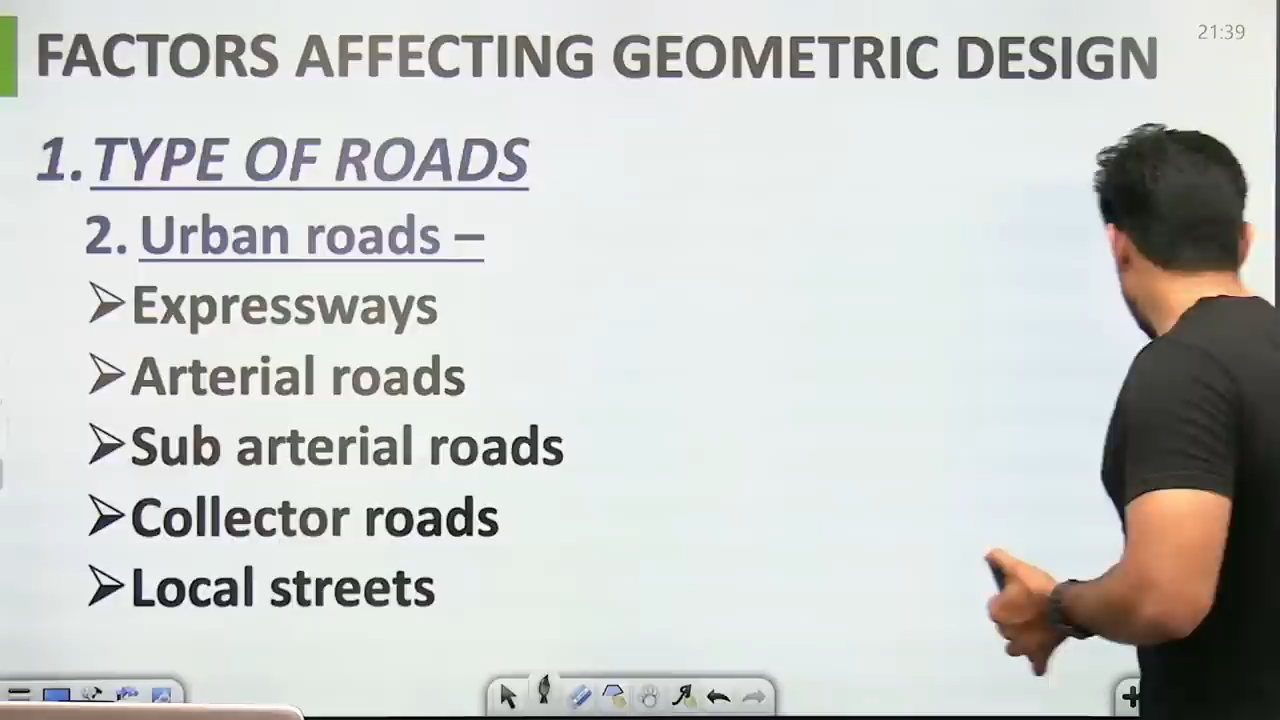 21:39
FACTORS AFFECTING GEOMETRIC DESIGN
1. TYPE OF ROADS
2. Urban roads –
➢Expressways
➢Arterial roads
➢Sub arterial roads
➢Collector roads
➢Local streets